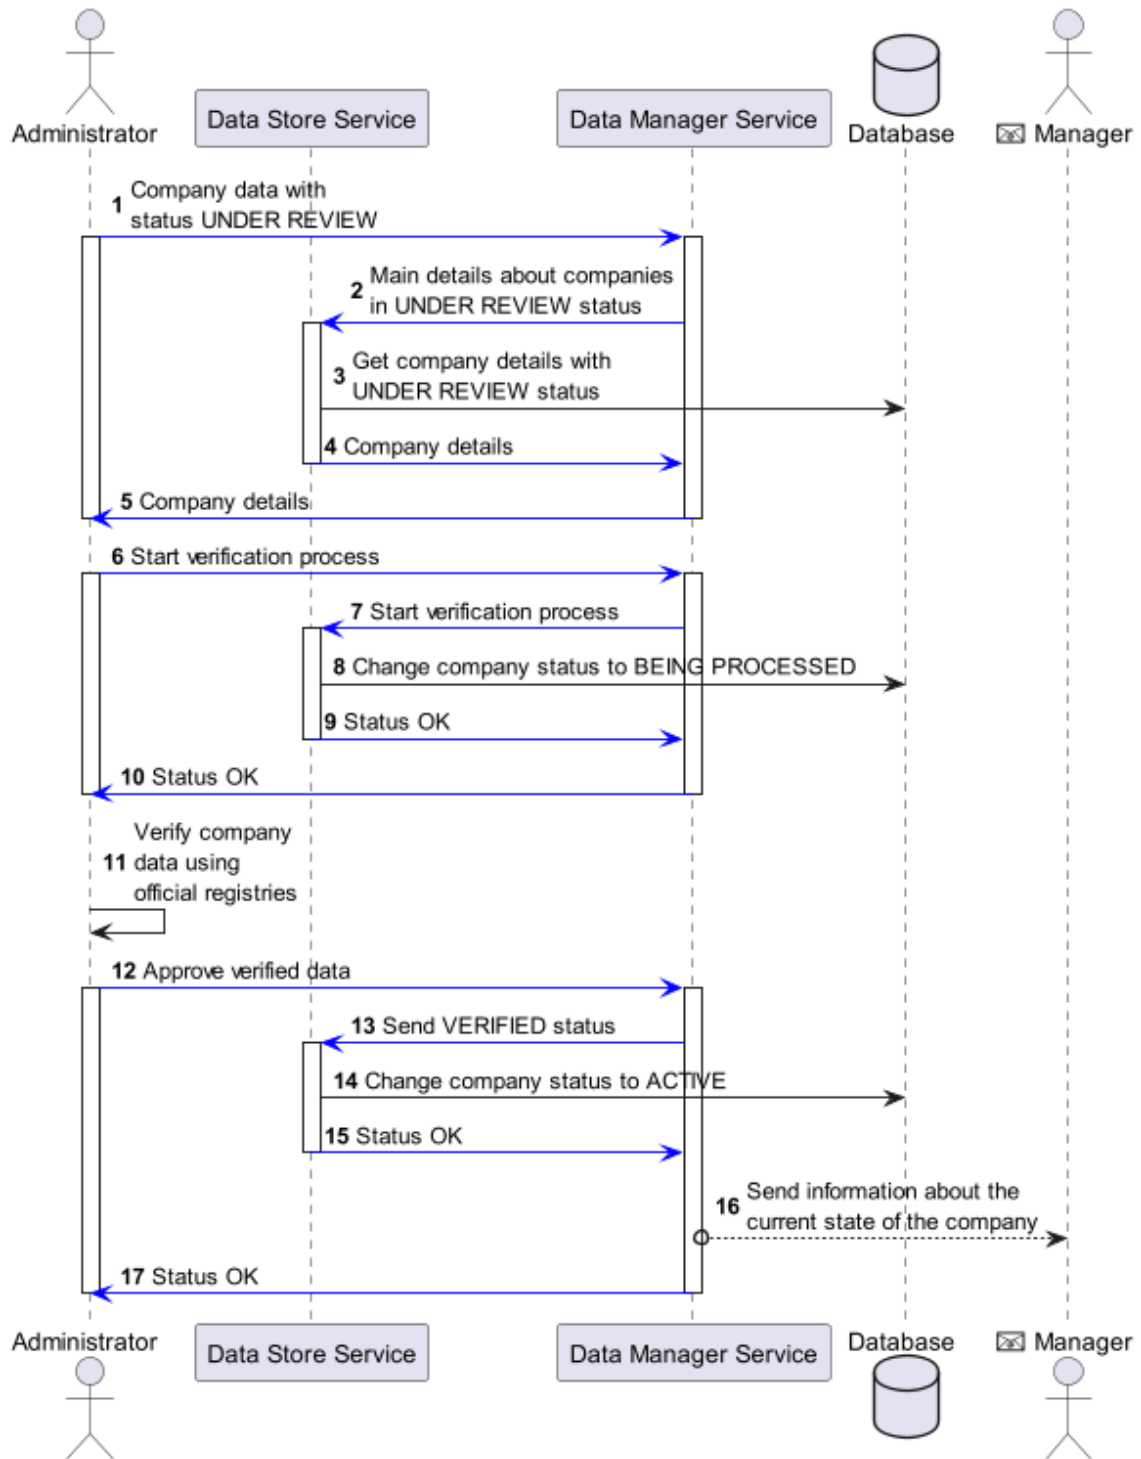 Administrator
Data Store Service
Data Manager Service
Database
Manager
1 Company data with
status UNDER REVIEW
2 Main details about companies
in UNDER REVIEW status
3 Get company details with
UNDER REVIEW status
4 Company details
5 Company details
6 Start verification process
7 Start verification process
8 Change company status to BEING PROCESSED
9 Status OK
10 Status OK
11 Verify company
data using
official registries
12 Approve verified data
13 Send VERIFIED status
14 Change company status to ACTIVE
15 Status OK
16 Send information about the
current state of the company
17 Status OK
Administrator
Data Store Service
Data Manager Service
Database
Manager